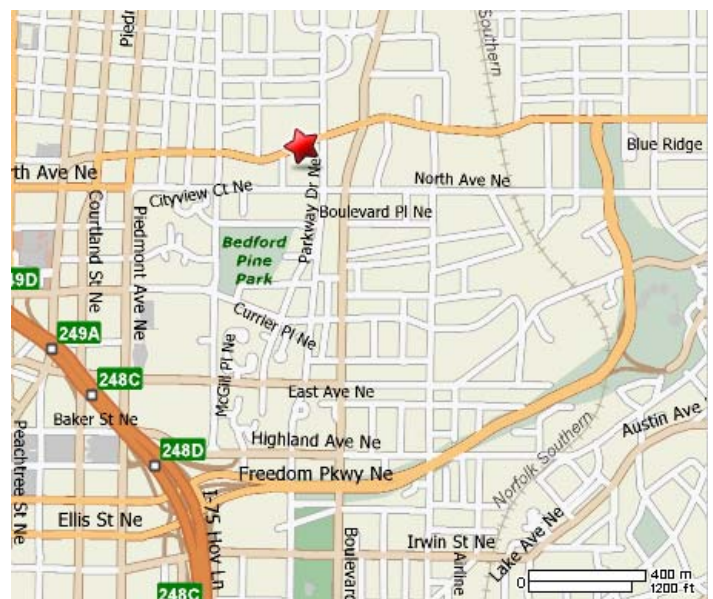 Southern
Blue Ridge
rth Ave Ne
North Ave Ne
Cityview Ct Ne
Parkway Dr Ne
Boulevard Pl Ne
Courtland St Ne
Piedmont Ave Ne
Bedford
Pine
Park
49D
Currier Pl Ne
249A
McGill Pl Ne
248C
East Ave Ne
Baker St Ne
Austin Ave
Highland Ave Ne
248D
Peachtree St Ne
Freedom Pkwy Ne
Norfolk Southern
I-75 Hov Ln
Ellis St Ne
Boulevard
Irwin St Ne
Airline
Lake Ave Ne
248C
0
400 m
1200 ft